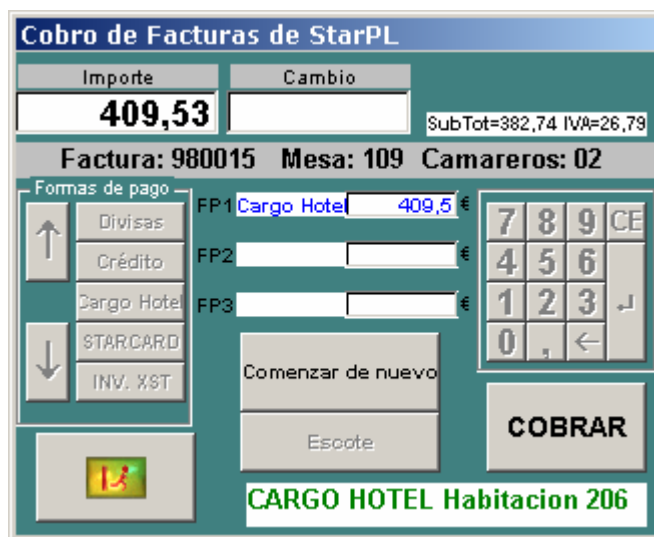 Cobro de Facturas de StarPL
Importe
Cambio
409,53
SubTot=382,74 IVA=26,79
Factura: 980015 Mesa: 109 Camareros: 02
Formas de pago
Divisas
Crédito
Cargo Hotel
STARCARD
INV. XST
FP1 Cargo Hotel 409,5 €
FP2 €
FP3 €
7 8 9 CE
4 5 6
1 2 3 ↵
0 , ←
Comenzar de nuevo
Escote
COBRAR
CARGO HOTEL Habitacion 206